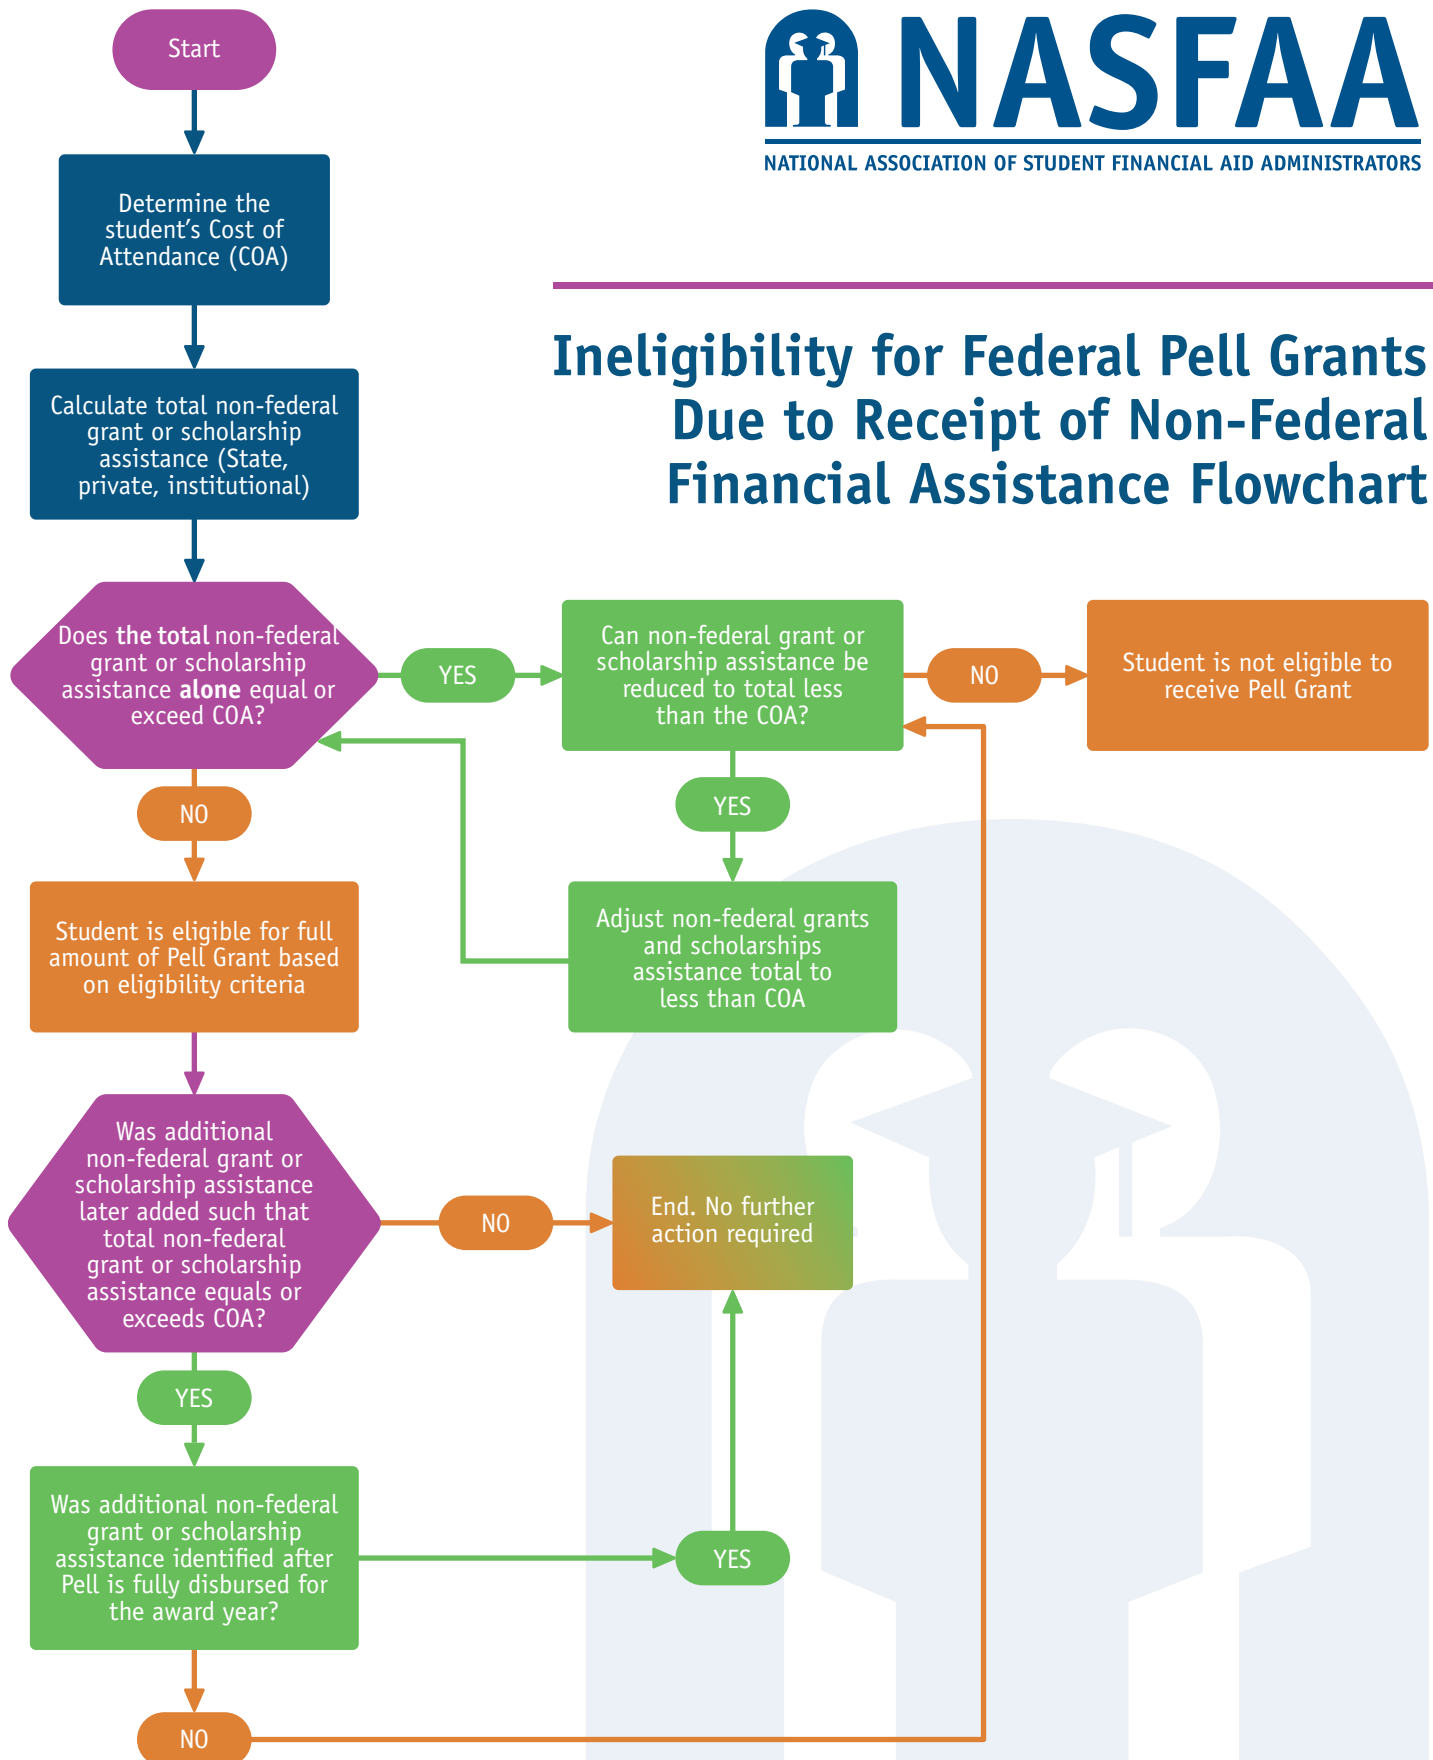 Start
NASFAA
NATIONAL ASSOCIATION OF STUDENT FINANCIAL AID ADMINISTRATORS
Determine the
student's Cost of
Attendance (COA)
Ineligibility for Federal Pell Grants
Due to Receipt of Non-Federal
Financial Assistance Flowchart
Calculate total non-federal
grant or scholarship
assistance (State,
private, institutional)
Does the total non-federal
grant or scholarship
assistance alone equal or
exceed COA?
YES
Can non-federal grant or
scholarship assistance be
reduced to total less
than the COA?
NO
Student is not eligible to
receive Pell Grant
YES
NO
Adjust non-federal grants
and scholarships
assistance total to
less than COA
Student is eligible for full
amount of Pell Grant based
on eligibility criteria
Was additional
non-federal grant or
scholarship assistance
later added such that
total non-federal
grant or scholarship
assistance equals or
exceeds COA?
NO
End. No further
action required
YES
Was additional non-federal
grant or scholarship
assistance identified after
Pell is fully disbursed for
the award year?
YES
NO